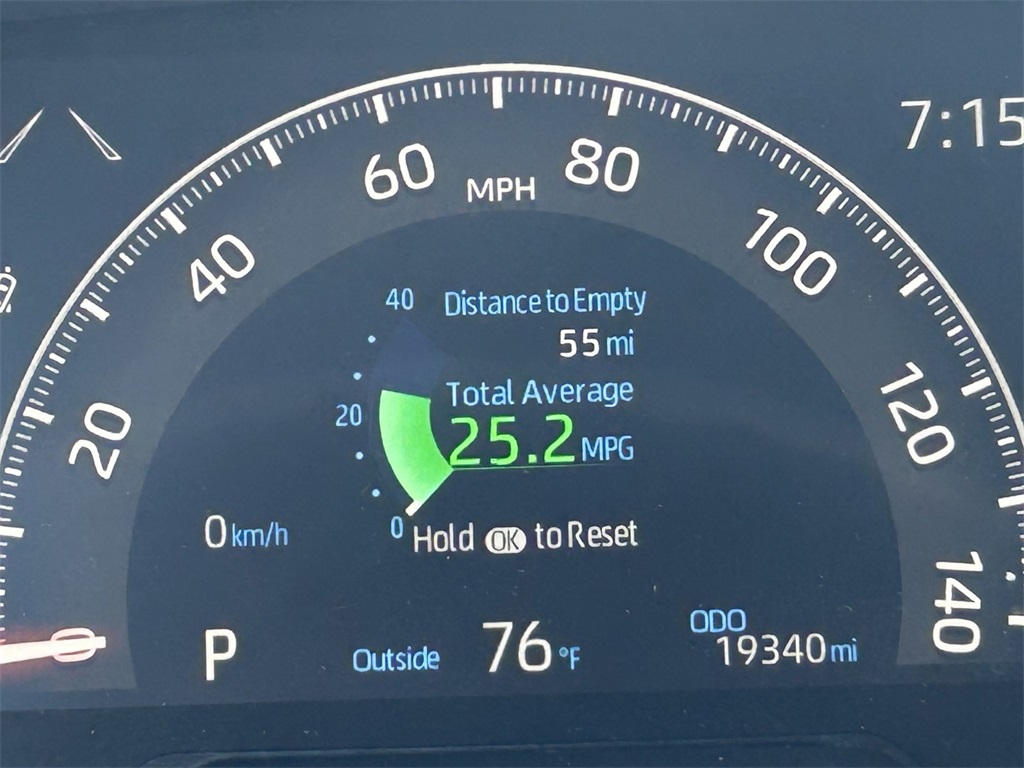 7:15
60
MPH
80
40
100
40
Distance to Empty
55 mi
Total Average
20
25.2 MPG
120
20
0 km/h
0
Hold OK to Reset
140
0
P
Outside 76 °F
ODO
19340 mi